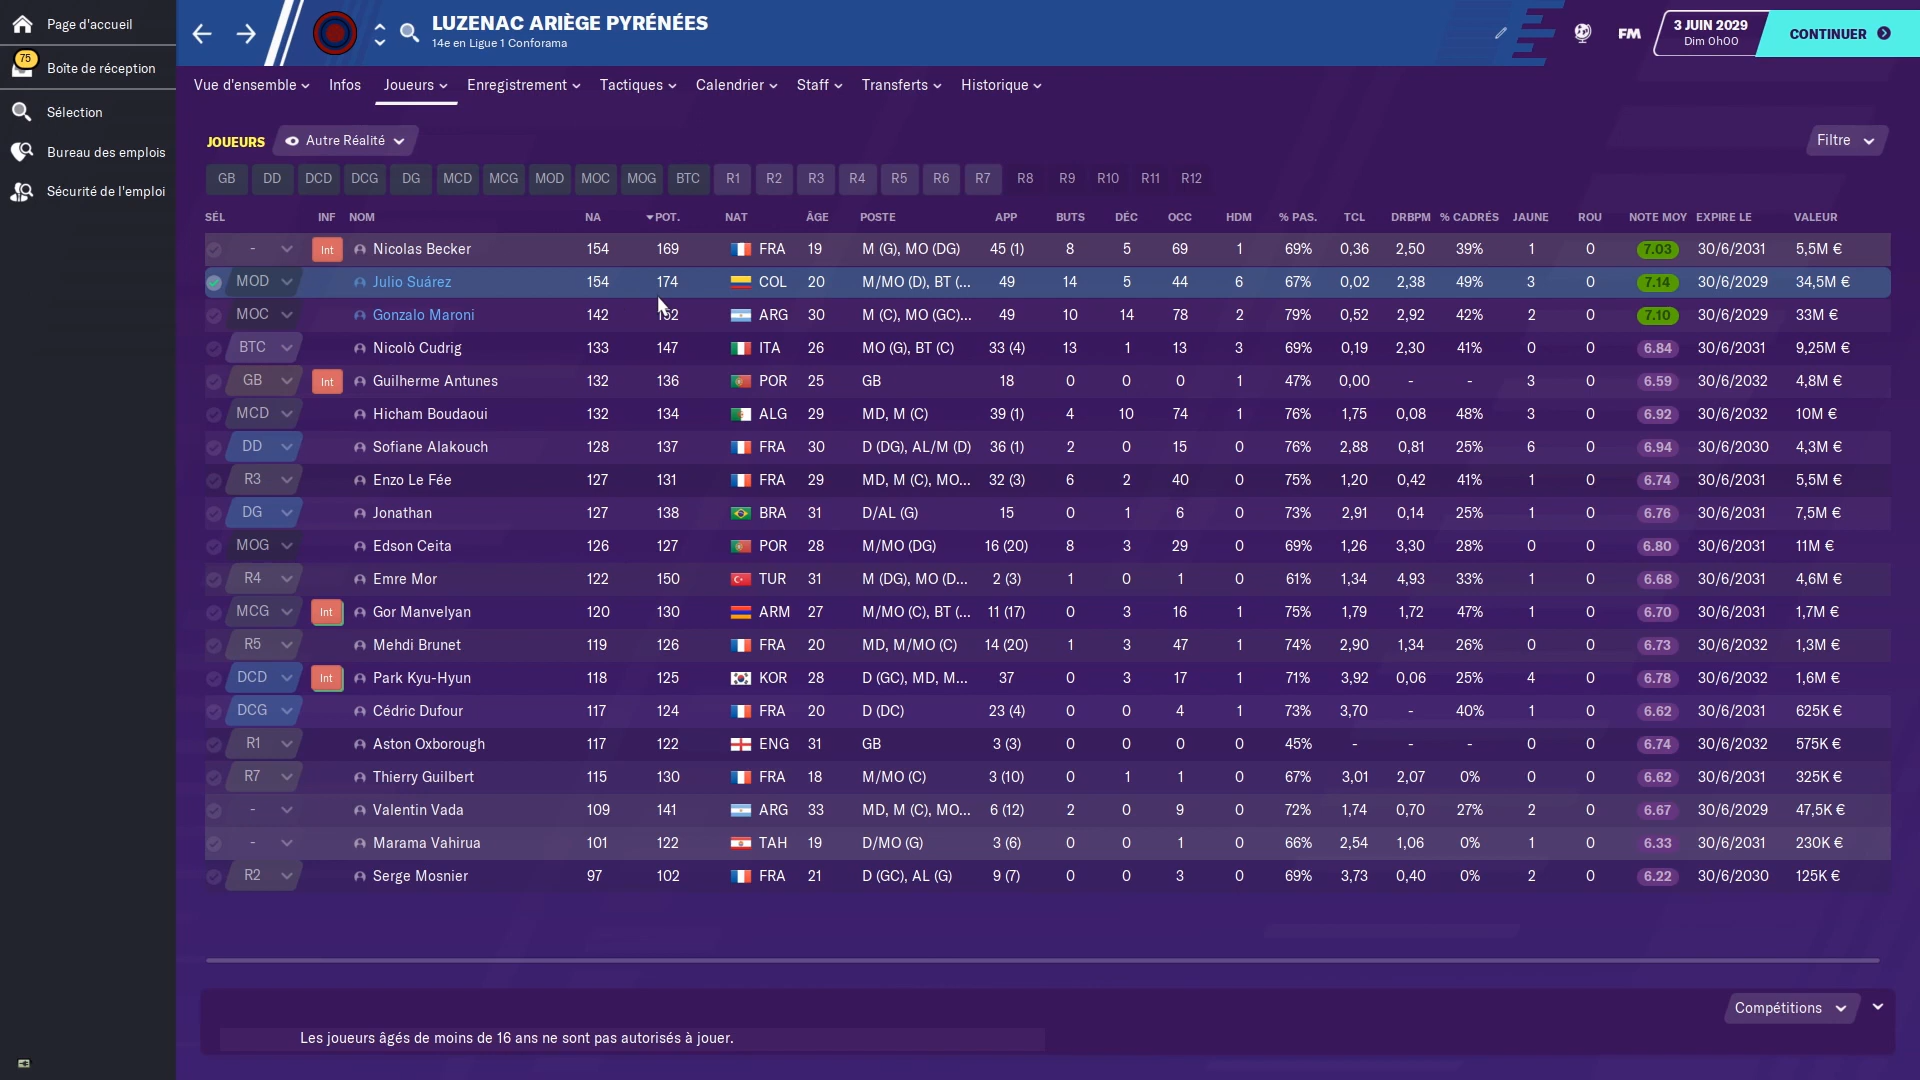 Page d'accueil
75
Boîte de réception
Sélection
Bureau des emplois
Sécurité de l'emploi
LUZENAC ARIÈGE PYRÉNÉES
14e en Ligue 1 Conforama
FM
3 JUIN 2029
Dim 0h00
CONTINUER
Vue d'ensemble Infos Joueurs Enregistrement Tactiques Calendrier Staff Transferts Historique
JOUEURS Autre Réalité Filtre
GB DD DCD DCG DG MCD MCG MOD MOC MOG BTC R1 R2 R3 R4 R5 R6 R7 R8 R9 R10 R11 R12
SÉL INF NOM NA POT. NAT ÂGE POSTE APP BUTS DÉC OCC HDM % PAS. TCL DRBPM % CADRÉS JAUNE ROU NOTE MOY EXPIRE LE VALEUR
- Int Nicolas Becker 154 169 FRA 19 M (G), MO (DG) 45 (1) 8 5 69 1 69% 0,36 2,50 39% 1 0 7.03 30/6/2031 5,5M €
MOD Julio Suárez 154 174 COL 20 M/MO (D), BT (... 49 14 5 44 6 67% 0,02 2,38 49% 3 0 7.14 30/6/2029 34,5M €
MOC Gonzalo Maroni 142 ARG 30 M (C), MO (GC)... 49 10 14 78 2 79% 0,52 2,92 42% 2 0 7.10 30/6/2029 33M €
BTC Nicolò Cudrig 133 147 ITA 26 MO (G), BT (C) 33 (4) 13 1 13 3 69% 0,19 2,30 41% 0 0 6.84 30/6/2031 9,25M €
GB Int Guilherme Antunes 132 136 POR 25 GB 18 0 0 0 1 47% 0,00 - - 3 0 6.59 30/6/2032 4,8M €
MCD Hicham Boudaoui 132 134 ALG 29 MD, M (C) 39 (1) 4 10 74 1 76% 1,75 0,08 48% 3 0 6.92 30/6/2032 10M €
DD Sofiane Alakouch 128 137 FRA 30 D (DG), AL/M (D) 36 (1) 2 0 15 0 76% 2,88 0,81 25% 6 0 6.94 30/6/2030 4,3M €
R3 Enzo Le Fée 127 131 FRA 29 MD, M (C), MO... 32 (3) 6 2 40 0 75% 1,20 0,42 41% 1 0 6.74 30/6/2031 5,5M €
DG Jonathan 127 138 BRA 31 D/AL (G) 15 0 1 6 0 73% 2,91 0,14 25% 1 0 6.76 30/6/2031 7,5M €
MOG Edson Ceita 126 127 POR 28 M/MO (DG) 16 (20) 8 3 29 0 69% 1,26 3,30 28% 0 0 6.80 30/6/2031 11M €
R4 Emre Mor 122 150 TUR 31 M (DG), MO (D... 2 (3) 1 0 1 0 61% 1,34 4,93 33% 1 0 6.68 30/6/2031 4,6M €
MCG Int Gor Manvelyan 120 130 ARM 27 M/MO (C), BT (... 11 (17) 0 3 16 1 75% 1,79 1,72 47% 1 0 6.70 30/6/2031 1,7M €
R5 Mehdi Brunet 119 126 FRA 20 MD, M/MO (C) 14 (20) 1 3 47 1 74% 2,90 1,34 26% 0 0 6.73 30/6/2032 1,3M €
DCD Int Park Kyu-Hyun 118 125 KOR 28 D (GC), MD, M... 37 0 3 17 1 71% 3,92 0,06 25% 4 0 6.78 30/6/2032 1,6M €
DCG Cédric Dufour 117 124 FRA 20 D (DC) 23 (4) 0 0 4 1 73% 3,70 - 40% 1 0 6.62 30/6/2031 625K €
R1 Aston Oxborough 117 122 ENG 31 GB 3 (3) 0 0 0 0 45% - - - 0 0 6.74 30/6/2032 575K €
R7 Thierry Guilbert 115 130 FRA 18 M/MO (C) 3 (10) 0 1 1 0 67% 3,01 2,07 0% 0 0 6.62 30/6/2031 325K €
- Valentin Vada 109 141 ARG 33 MD, M (C), MO... 6 (12) 2 0 9 0 72% 1,74 0,70 27% 2 0 6.67 30/6/2029 47,5K €
- Marama Vahirua 101 122 TAH 19 D/MO (G) 3 (6) 0 0 1 0 66% 2,54 1,06 0% 1 0 6.33 30/6/2031 230K €
R2 Serge Mosnier 97 102 FRA 21 D (GC), AL (G) 9 (7) 0 0 3 0 69% 3,73 0,40 0% 2 0 6.22 30/6/2030 125K €
Compétitions
Les joueurs âgés de moins de 16 ans ne sont pas autorisés à jouer.